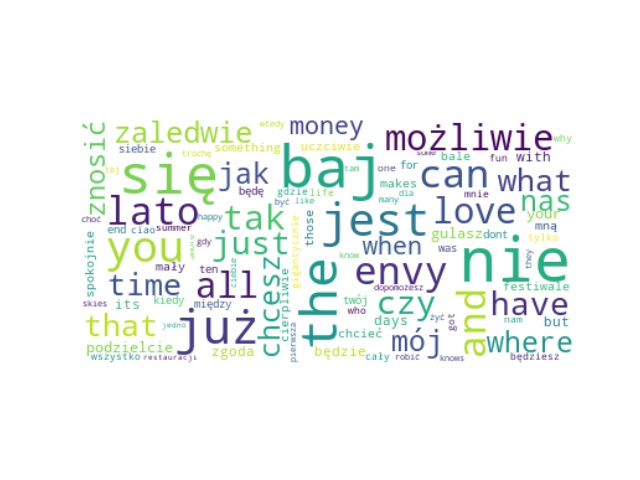 znosić zaledwie wtedy money możliwie why
siebie trochę something uczciwie bale fun with
tej się jak baj tam one for can what
choć lato będę gdzie life być like makes dla many mnie love nas your
happy tak summer end ciao those jest gulasz dont mną tylko
spokojnie you gdy just gigantycznie when was nie they
mały ten ciebie chcesz cierpliwie the know envy festiwale
time all dopomożesz
skies its kiedy między twój who czy żyć got and have
that jedno już days chcieć mój nam but where
podzielcie zgoda pierwsza będzie
wszystko restauracji cały robić knows będziesz